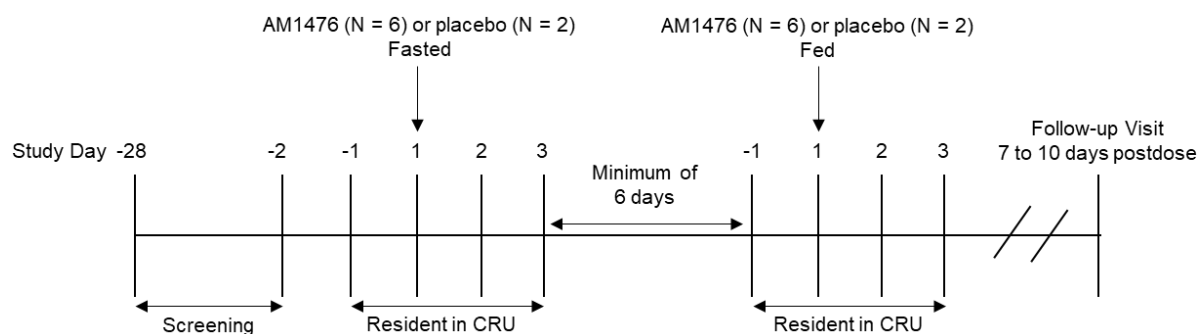 AM1476 (N = 6) or placebo (N = 2)
Fasted
AM1476 (N = 6) or placebo (N = 2)
Fed
Follow-up Visit
7 to 10 days postdose
Study Day -28 -2 -1 1 2 3 -1 1 2 3
Minimum of
6 days
Screening
Resident in CRU
Resident in CRU